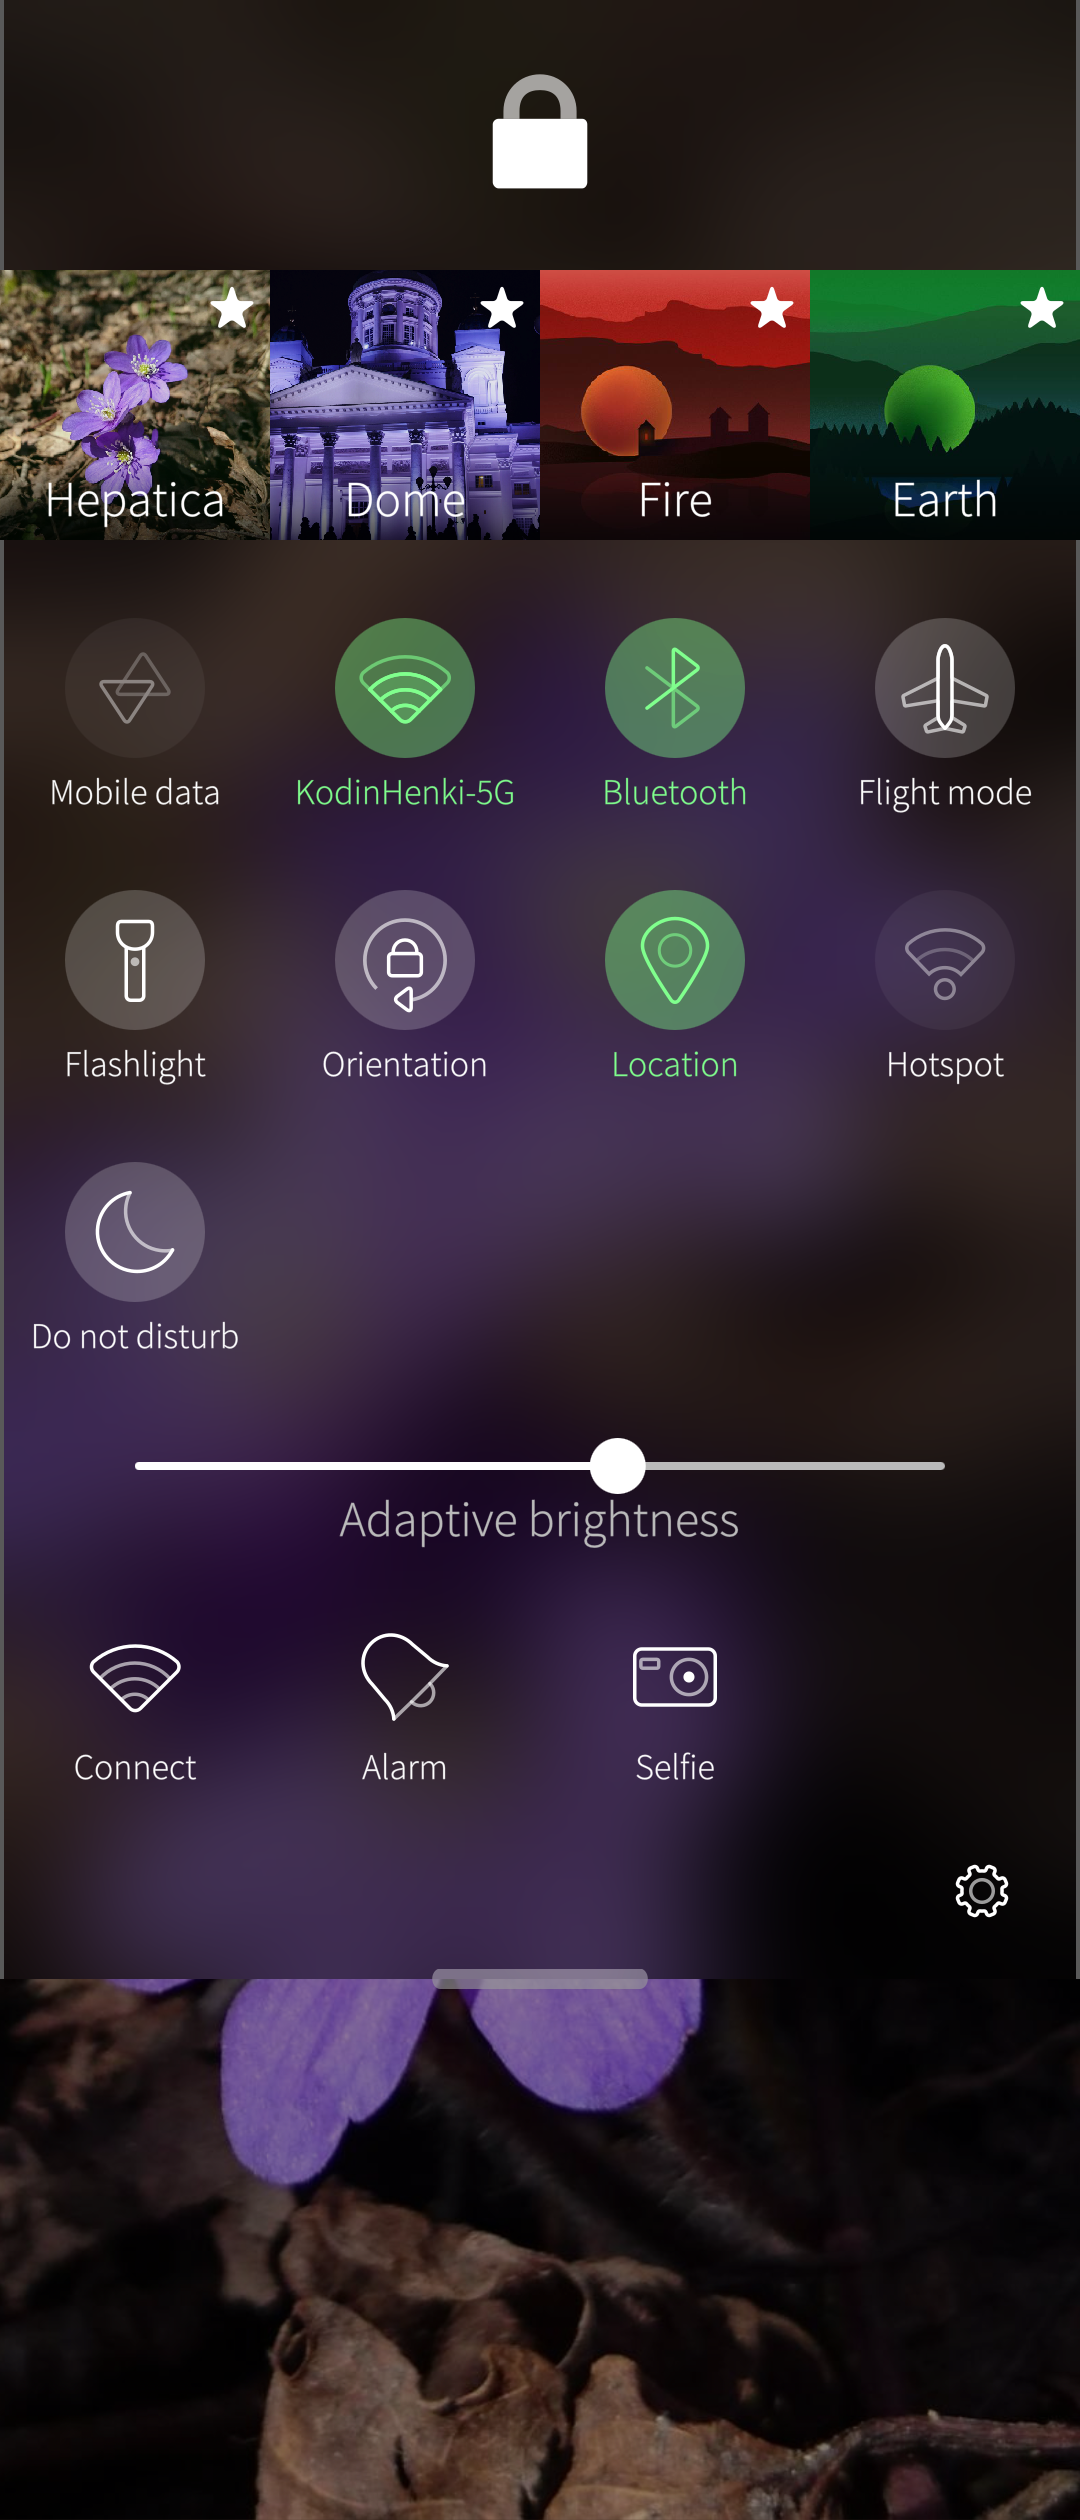 Hepatica
Dome
Fire
Earth
Mobile data
KodinHenki-5G
Bluetooth
Flight mode
Flashlight
Orientation
Location
Hotspot
Do not disturb
Adaptive brightness
Connect
Alarm
Selfie